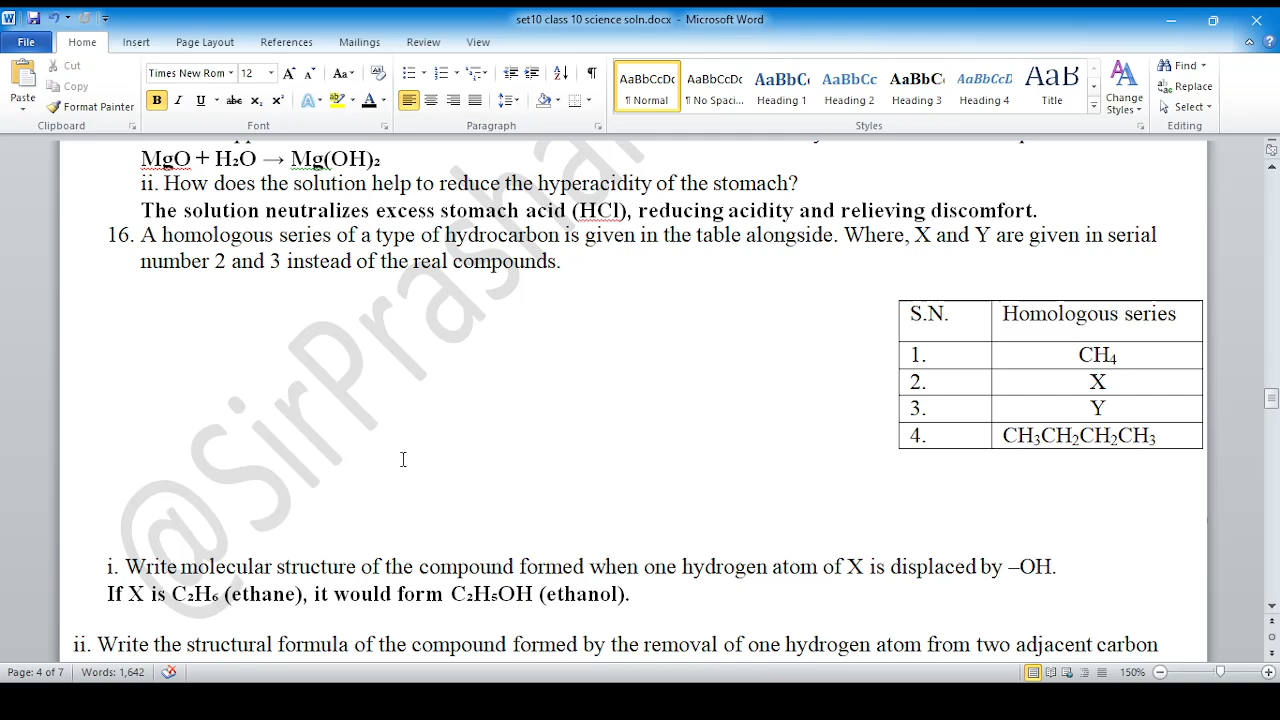 set10 class 10 science soln.docx - Microsoft Word
File Home Insert Page Layout References Mailings Review View
Paste
Cut
Copy
Format Painter
Clipboard
Times New Rom 12
Font
Paragraph
AaBbCcDc AaBbCcDc AaBbC AaBbCc AaBbC AaBbCcD AaB
¶ Normal ¶ No Spaci... Heading 1 Heading 2 Heading 3 Heading 4 Title
Change
Styles
Styles
Find
Replace
Select
Editing
MgO + H₂O → Mg(OH)₂
ii. How does the solution help to reduce the hyperacidity of the stomach?
The solution neutralizes excess stomach acid (HCl), reducing acidity and relieving discomfort.
16. A homologous series of a type of hydrocarbon is given in the table alongside. Where, X and Y are given in serial
number 2 and 3 instead of the real compounds.
S.N. Homologous series
1. CH₄
2. X
3. Y
4. CH₃CH₂CH₂CH₃
i. Write molecular structure of the compound formed when one hydrogen atom of X is displaced by –OH.
If X is C₂H₆ (ethane), it would form C₂H₅OH (ethanol).
ii. Write the structural formula of the compound formed by the removal of one hydrogen atom from two adjacent carbon
Page: 4 of 7 Words: 1,642 150%